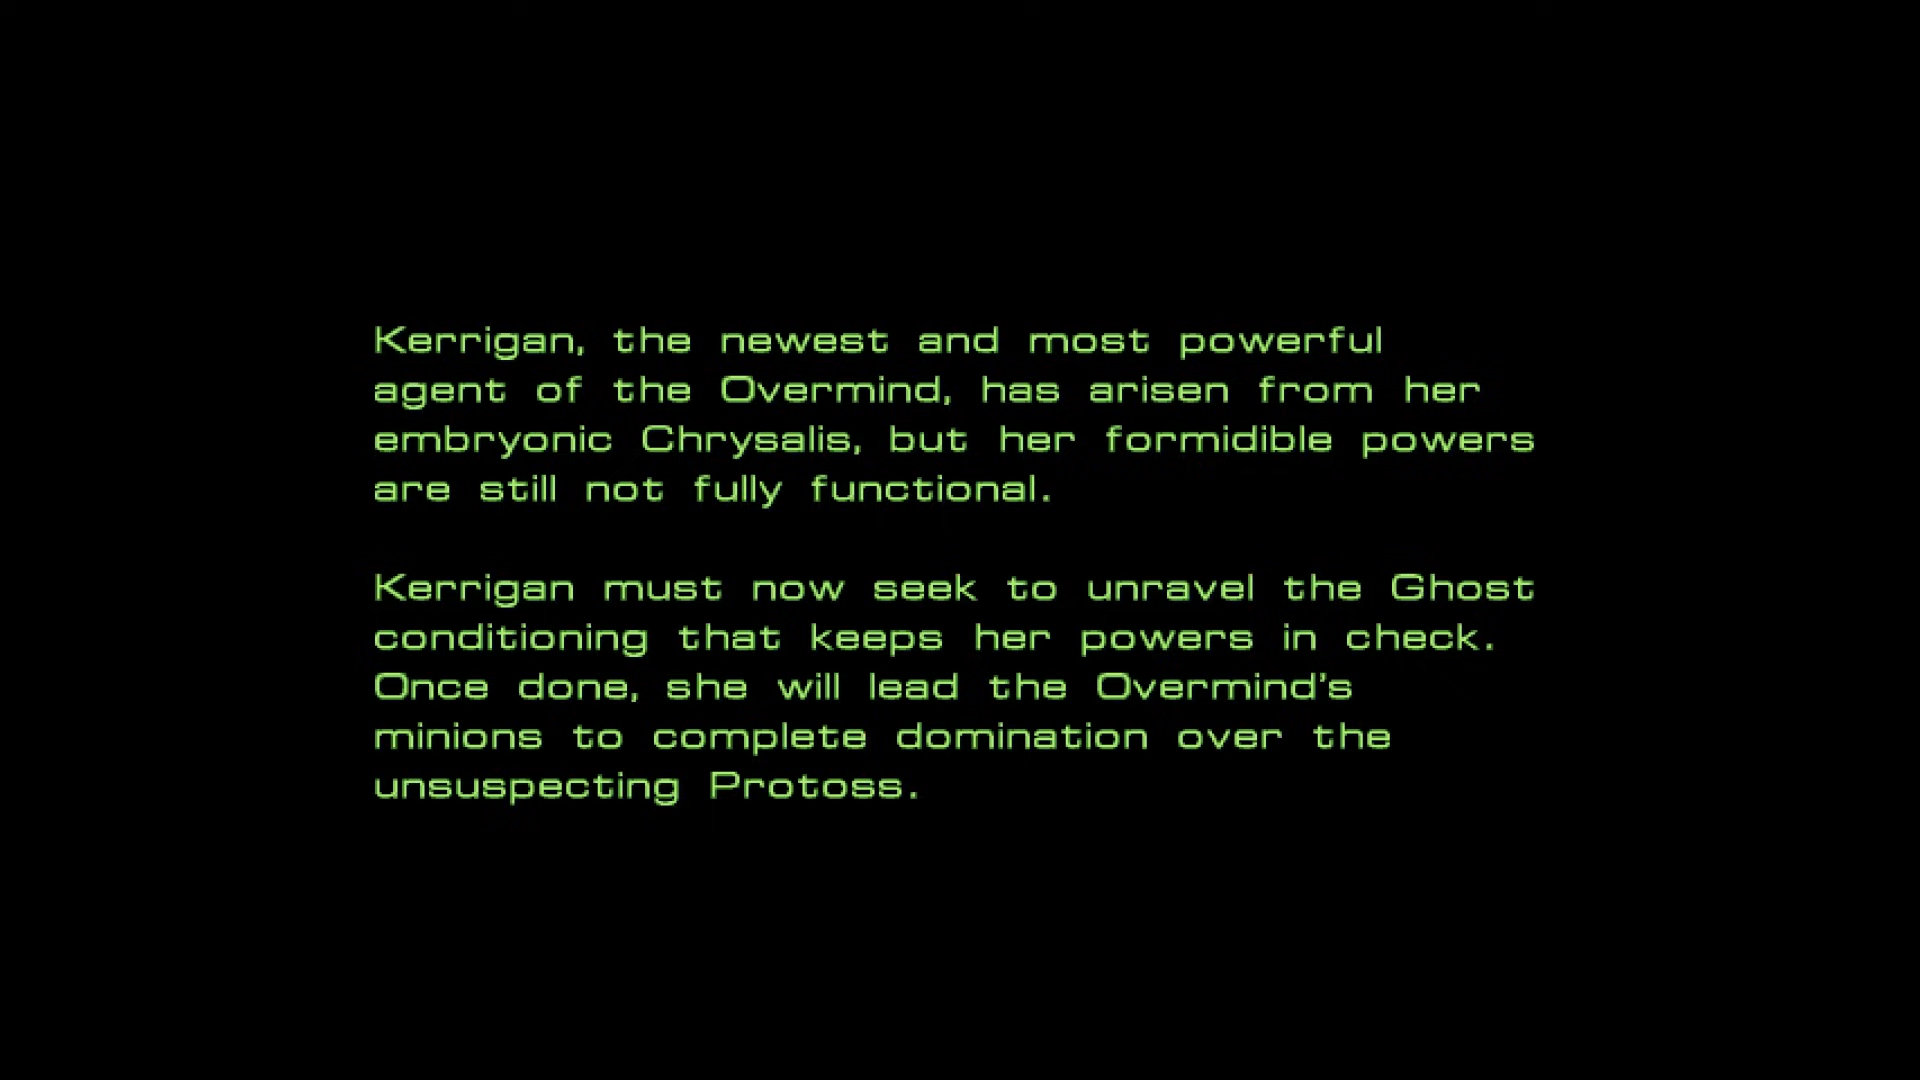 Kerrigan, the newest and most powerful
agent of the Overmind, has arisen from her
embryonic Chrysalis, but her formidible powers
are still not fully functional.
Kerrigan must now seek to unravel the Ghost
conditioning that keeps her powers in check.
Once done, she will lead the Overmind's
minions to complete domination over the
unsuspecting Protoss.